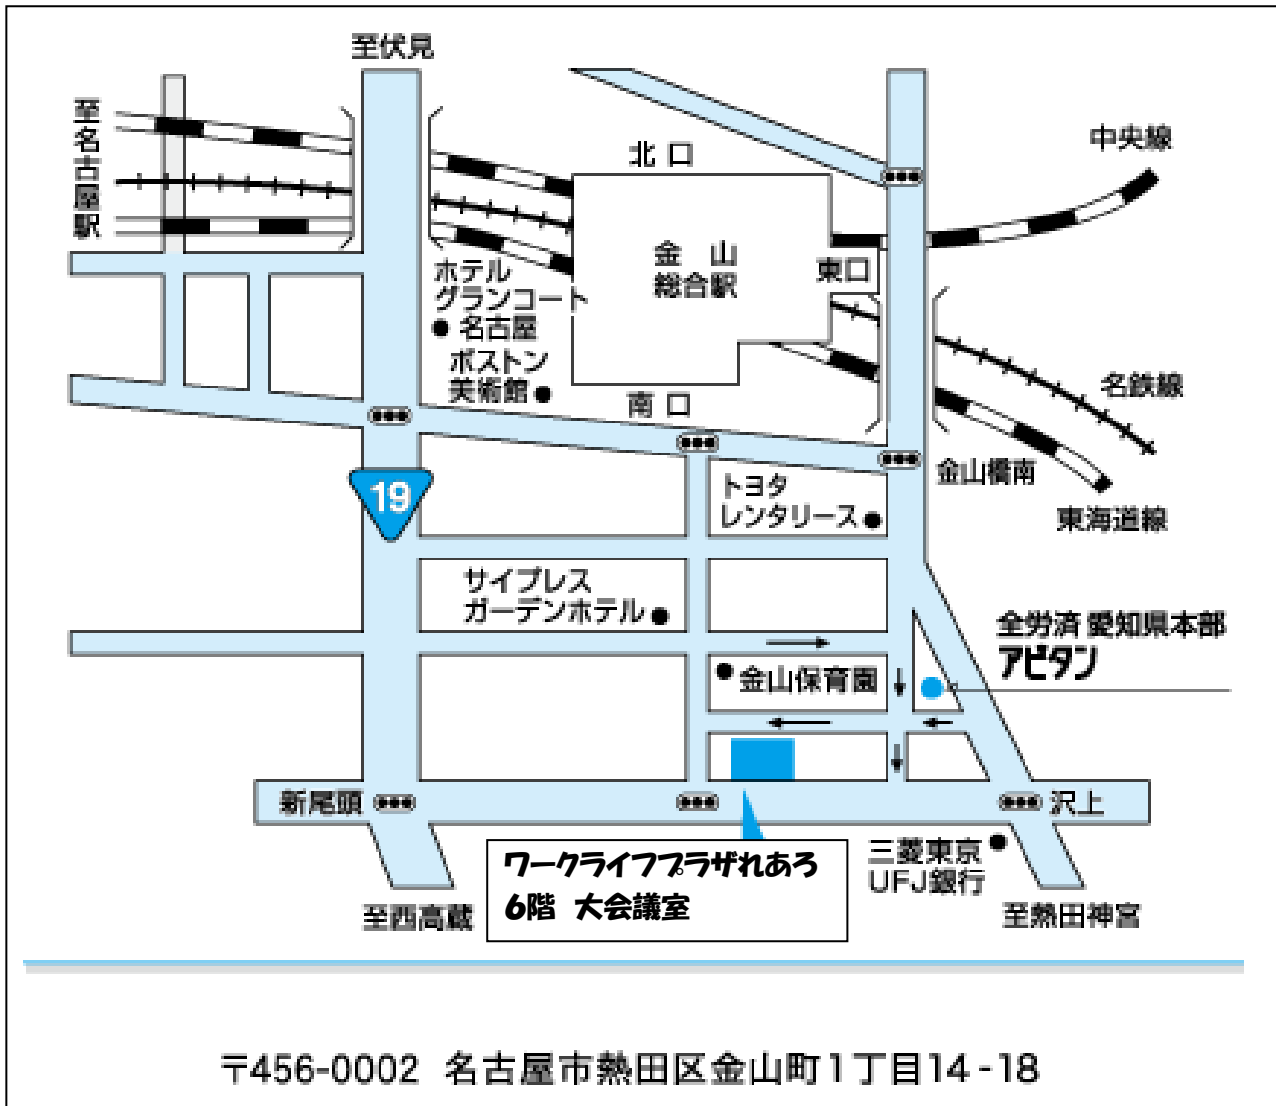 至伏見
至名古屋駅
北口
中央線
金山
総合駅
東口
ホテル
グランコート
名古屋
ボストン
美術館
南口
名鉄線
金山橋南
東海道線
19
トヨタ
レンタリース
サイプレス
ガーデンホテル
全労済 愛知県本部
アピタン
金山保育園
新尾頭
沢上
ワークライフプラザれあろ
6階 大会議室
三菱東京
UFJ銀行
至西高蔵
至熱田神宮
〒456-0002 名古屋市熱田区金山町1丁目14-18